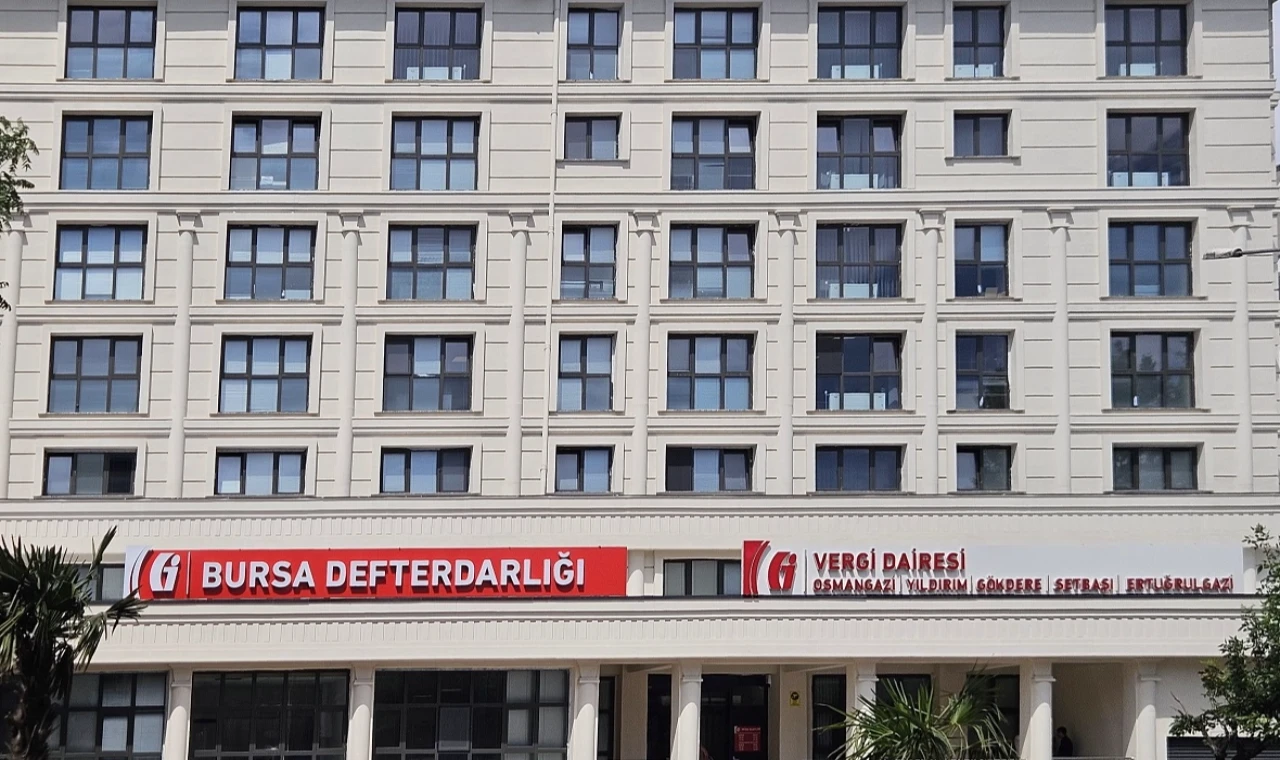 BURSA DEFTERDARLIĞI
VERGİ DAİRESİ
OSMANGAZİ | YILDIRIM | GÖKDERE | SETBAŞI | ERTUĞRULGAZİ